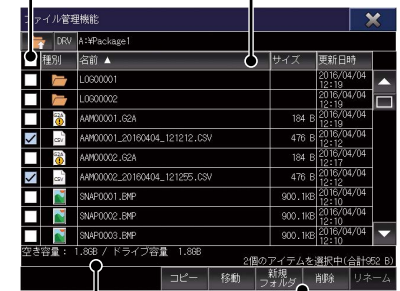 ファイル管理機能
DRV A:¥Package1
種別 名前 ▲ サイズ 更新日時
LOG00001 2016/04/04 12:19
LOG00002 2016/04/04 12:19
AAM00001.G2A 184 B 2016/04/04 12:19
CSV AAM00001_20160404_121212.CSV 476 B 2016/04/04 12:12
AAM00002.G2A 184 B 2016/04/04 12:17
CSV AAM00002_20160404_121255.CSV 476 B 2016/04/04 12:12
SNAP0001.BMP 900.1KB 2016/04/04 12:10
SNAP0002.BMP 900.1KB 2016/04/04 12:10
SNAP0003.BMP 900.1KB 2016/04/04 12:10
空き容量: 1.8GB / ドライブ容量 1.8GB
2個のアイテムを選択中(合計952 B)
コピー 移動 新規フォルダ 削除 リネーム